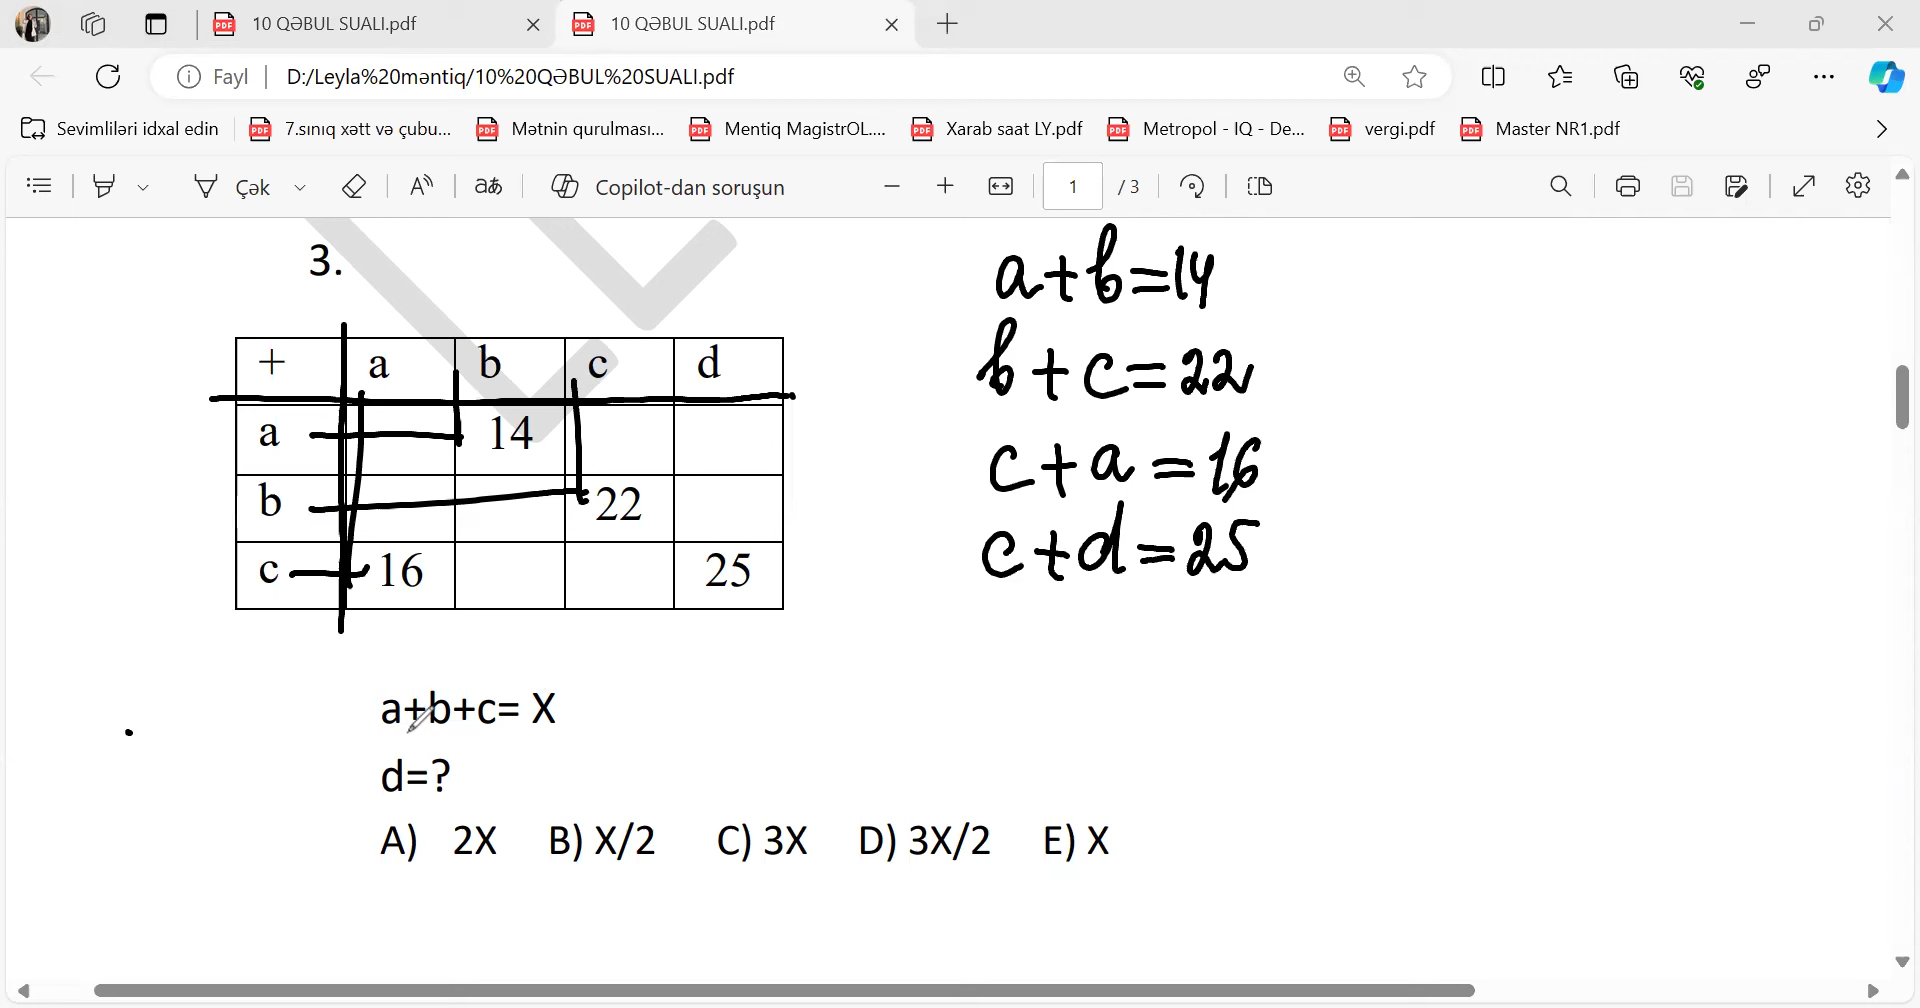 10 QƏBUL SUALI.pdf
10 QƏBUL SUALI.pdf
Fayl
D:/Leyla%20məntiq/10%20QƏBUL%20SUALI.pdf
Sevimliləri idxal edin
7.sınıq xətt və çubu...
Mətnin qurulması...
Mentiq MagistrOL....
Xarab saat LY.pdf
Metropol - IQ - De...
vergi.pdf
Master NR1.pdf
Çək
aあ
Copilot-dan soruşun
1 / 3
3.
+ a b c d
a 14
b 22
c 16 25
a+b=14
b+c=22
c+a=16
c+d=25
a+b+c= X
d=?
A) 2X B) X/2 C) 3X D) 3X/2 E) X